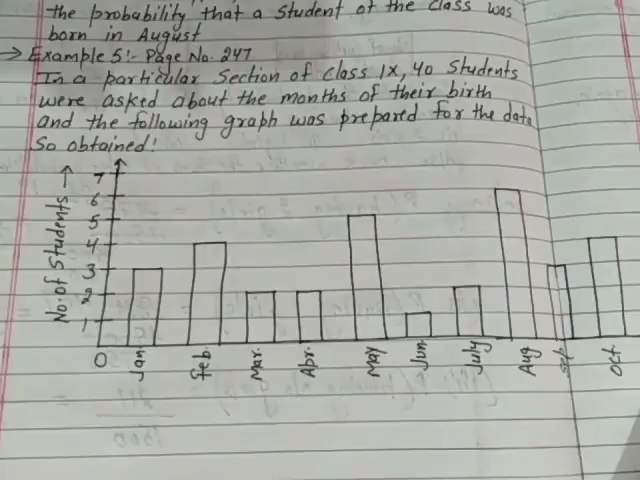 the probability that a student of the class was
born in August
→ Example 5:- Page No. 247
In a particular Section of class IX, 40 Students
were asked about the months of their birth
and the following graph was prepared for the data
So obtained!
No. of Students →
7
6
5
4
3
2
1
0
Jan
Feb.
Mar.
Apr.
May
Jun.
July
Aug
Sep.
Oct.